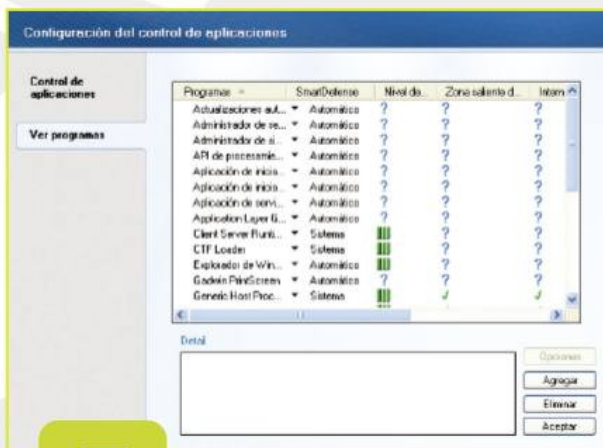 Configuración del control de aplicaciones
Control de
aplicaciones
Ver programas
Programas SmartDefense Nivel de... Zona saliente d... Intern
Actualizaciones aut... Automático ? ? ?
Administrador de se... Automático ? ? ?
Administrador de si... Automático ? ? ?
API de procesamie... Automático ? ? ?
Aplicación de inicio... Automático ? ? ?
Aplicación de inicio... Automático ? ? ?
Aplicación de servi... Automático ? ? ?
Application Layer G... Automático ? ? ?
Client Server Runti... Sistema ? ?
CTF Loader Sistema ? ?
Explorador de Win... Automático ? ?
Gadwin PrintScreen Automático ? ? ?
Generic Host Proc... Sistema
Detail
Opciones
Agregar
Eliminar
Aceptar